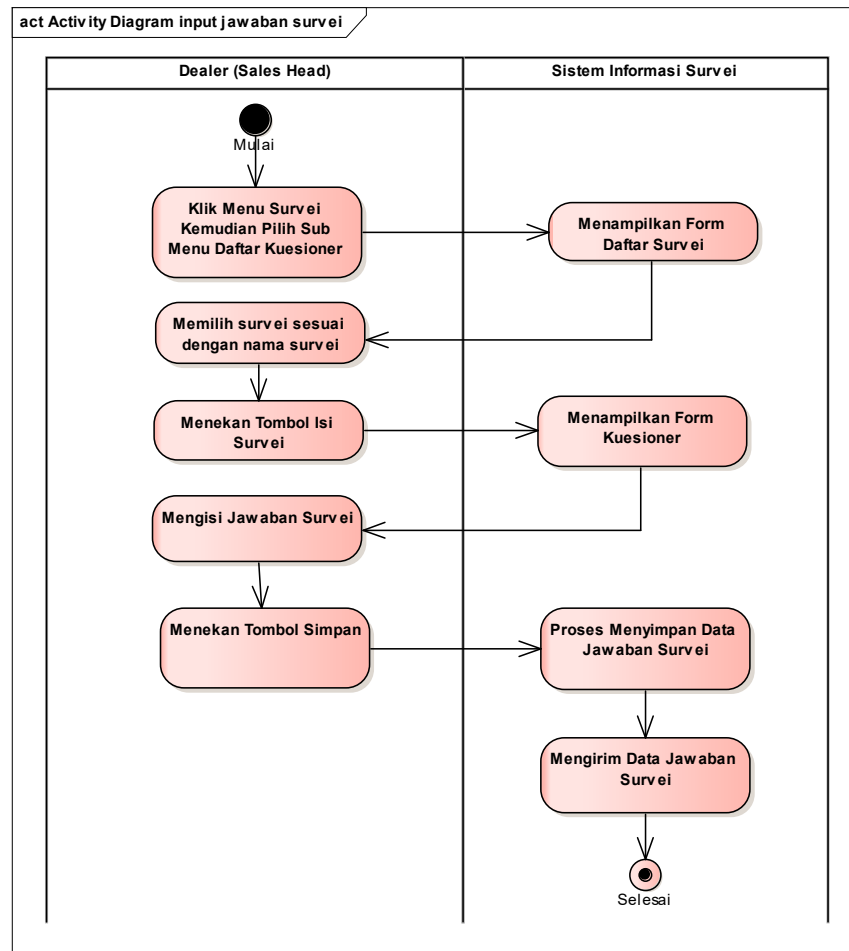 act Activity Diagram input jawaban survei
Dealer (Sales Head)
Sistem Informasi Survei
Mulai
Klik Menu Survei
Kemudian Pilih Sub
Menu Daftar Kuesioner
Menampilkan Form
Daftar Survei
Memilih survei sesuai
dengan nama survei
Menekan Tombol Isi
Survei
Menampilkan Form
Kuesioner
Mengisi Jawaban Survei
Menekan Tombol Simpan
Proses Menyimpan Data
Jawaban Survei
Mengirim Data Jawaban
Survei
Selesai